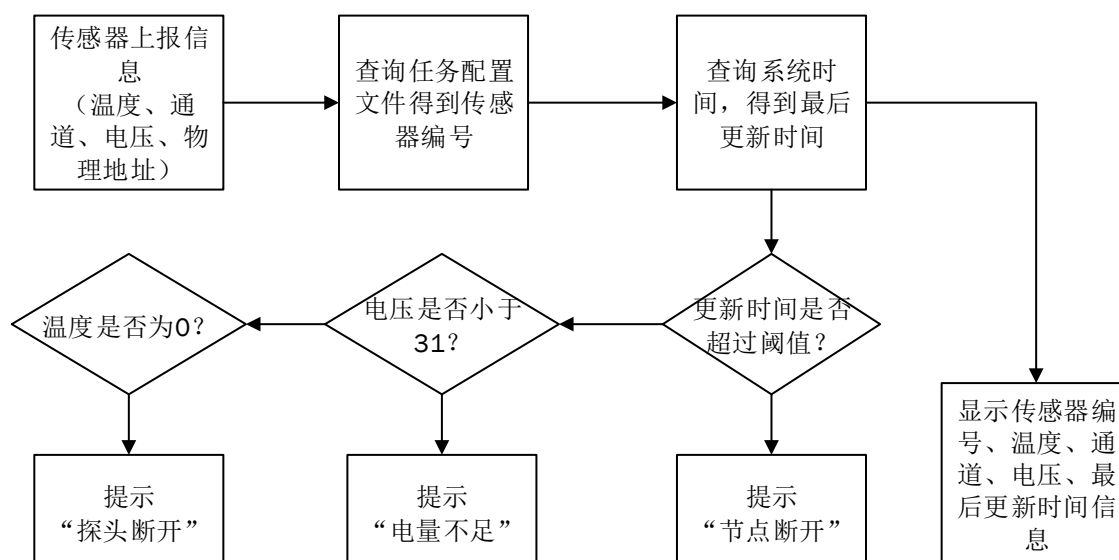 传感器上报信
息
（温度、通
道、电压、物
理地址）
查询任务配置
文件得到传感
器编号
查询系统时
间，得到最后
更新时间
温度是否为0？
电压是否小于
31？
更新时间是否
超过阈值？
提示
“探头断开”
提示
“电量不足”
提示
“节点断开”
显示传感器编
号、温度、通
道、电压、最
后更新时间信
息